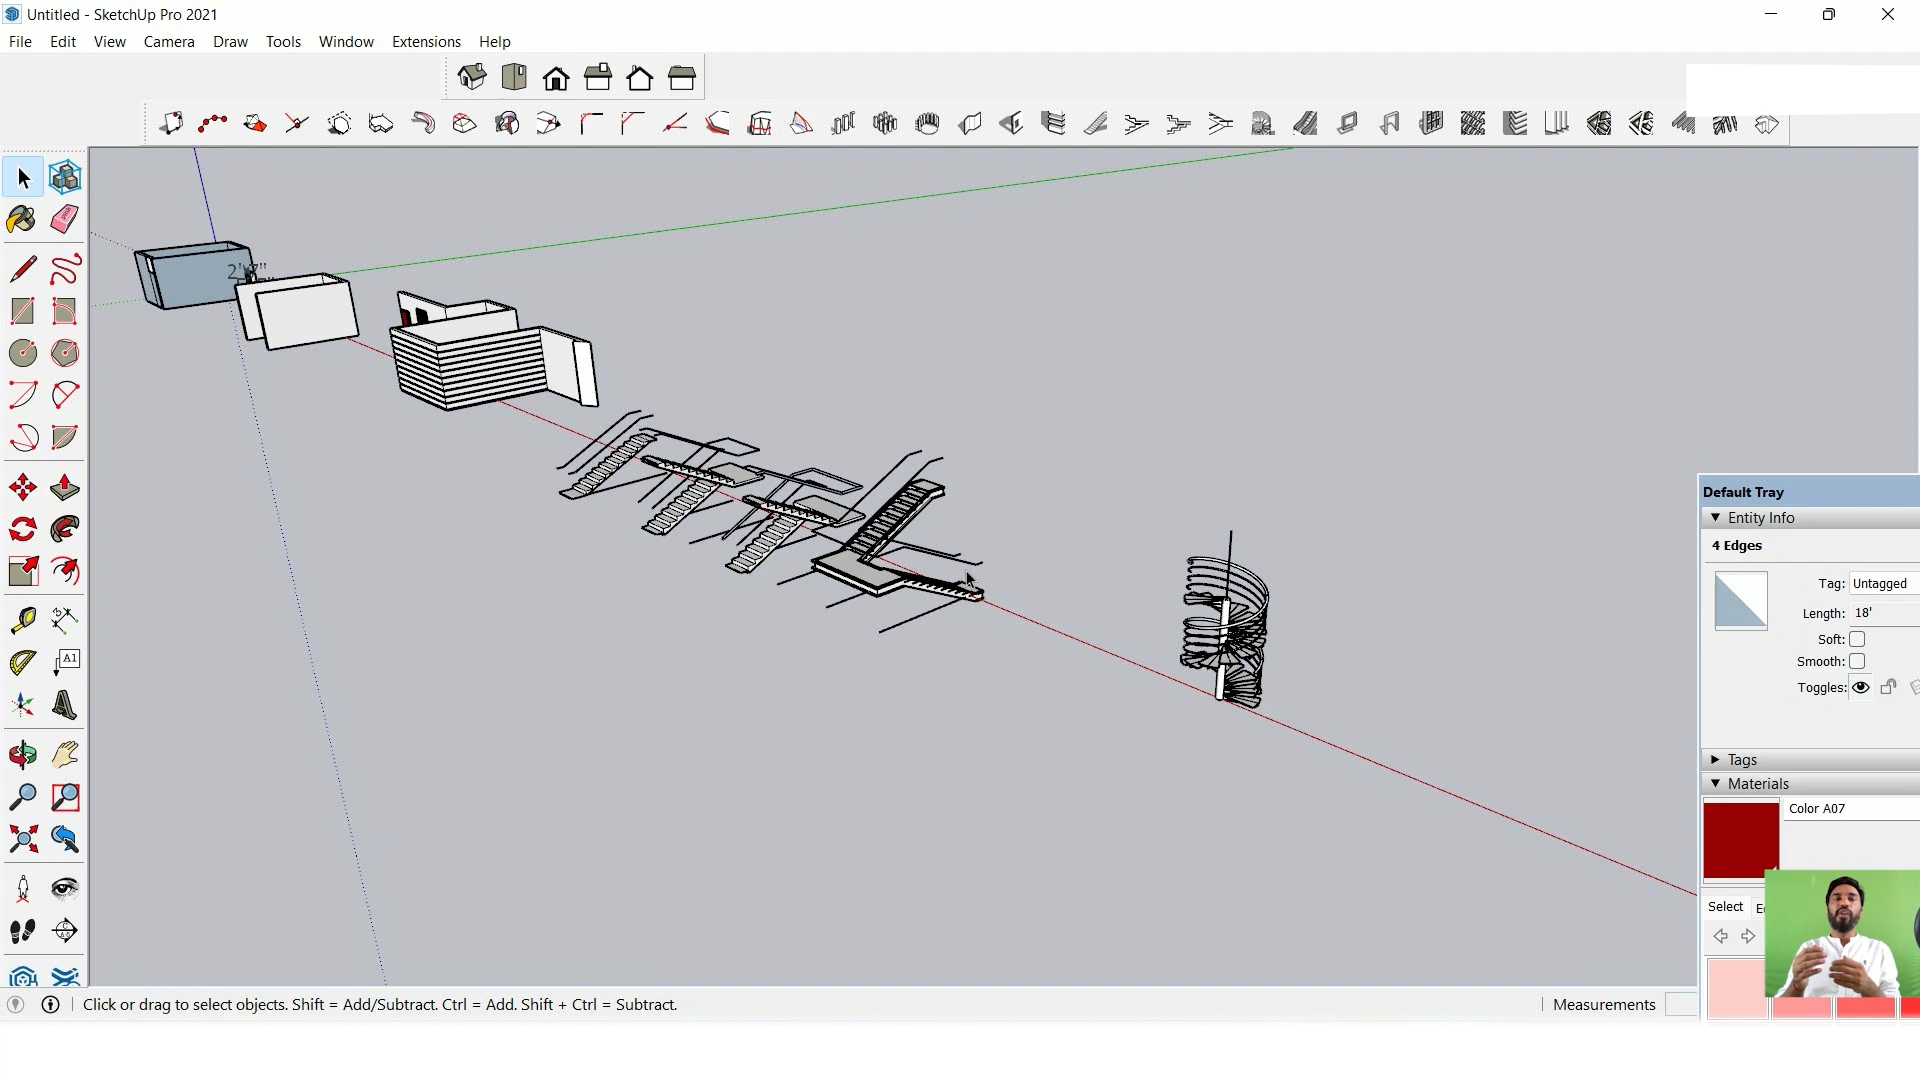 Untitled - SketchUp Pro 2021
File Edit View Camera Draw Tools Window Extensions Help
A1
Default Tray
Entity Info
4 Edges
Tag: Untagged
Length: 18'
Soft:
Smooth:
Toggles:
Tags
Materials
Color A07
Select
Click or drag to select objects. Shift = Add/Subtract. Ctrl = Add. Shift + Ctrl = Subtract.
Measurements